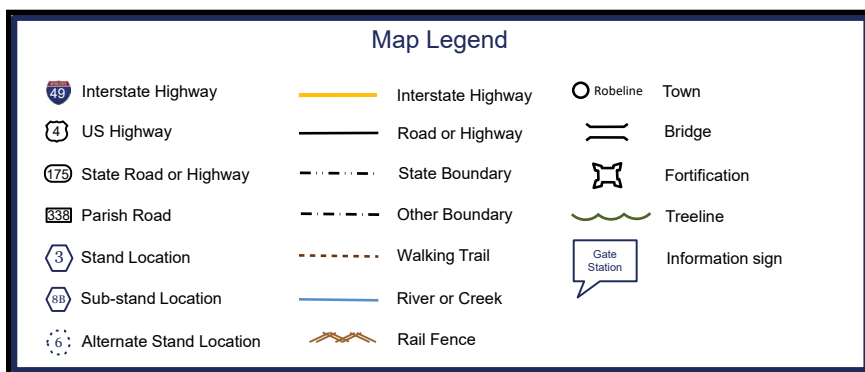 Map Legend
49 Interstate Highway
Interstate Highway
Robeline Town
4 US Highway
Road or Highway
Bridge
175 State Road or Highway
State Boundary
Fortification
338 Parish Road
Other Boundary
Treeline
3 Stand Location
Walking Trail
Gate
Station
Information sign
8B Sub-stand Location
River or Creek
6 Alternate Stand Location
Rail Fence